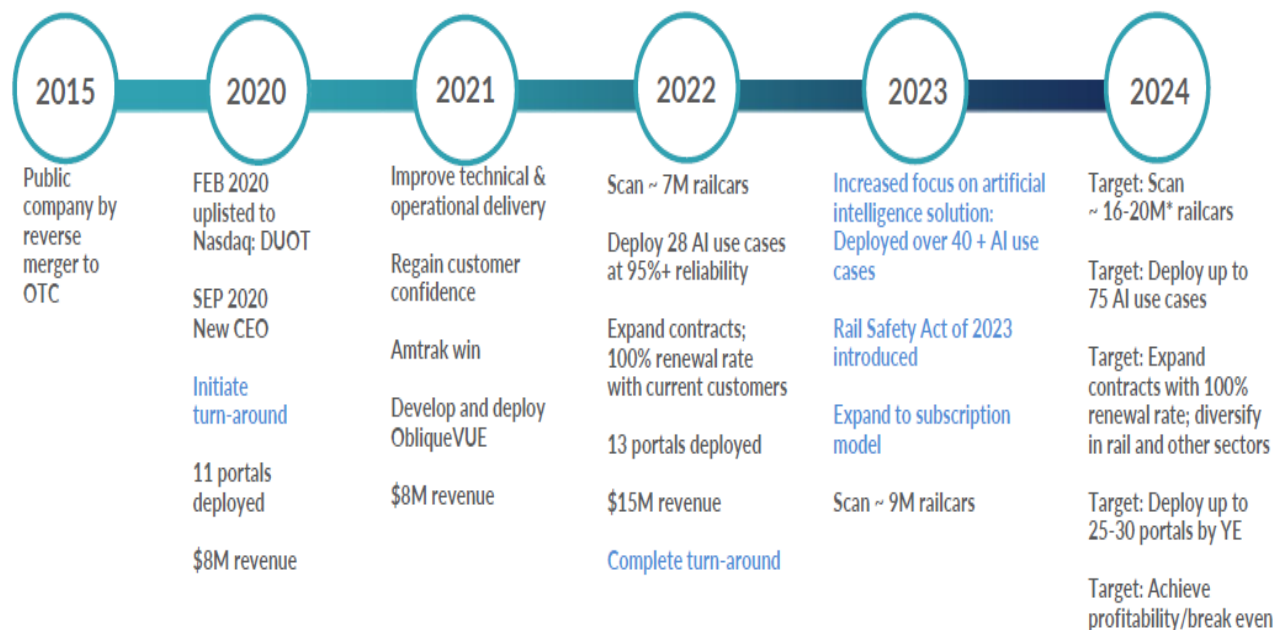 2015
2020
2021
2022
2023
2024
Public
company by
reverse
merger to
OTC
FEB 2020
uplisted to
Nasdaq: DUOT
SEP 2020
New CEO
Initiate
turn-around
11 portals
deployed
$8M revenue
Improve technical &
operational delivery
Regain customer
confidence
Amtrak win
Develop and deploy
ObliqueVUE
$8M revenue
Scan ~ 7M railcars
Deploy 28 AI use cases
at 95%+ reliability
Expand contracts;
100% renewal rate
with current customers
13 portals deployed
$15M revenue
Complete turn-around
Increased focus on artificial
intelligence solution:
Deployed over 40 + AI use
cases
Rail Safety Act of 2023
introduced
Expand to subscription
model
Scan ~ 9M railcars
Target: Scan
~ 16-20M* railcars
Target: Deploy up to
75 AI use cases
Target: Expand
contracts with 100%
renewal rate; diversify
in rail and other sectors
Target: Deploy up to
25-30 portals by YE
Target: Achieve
profitability/break even